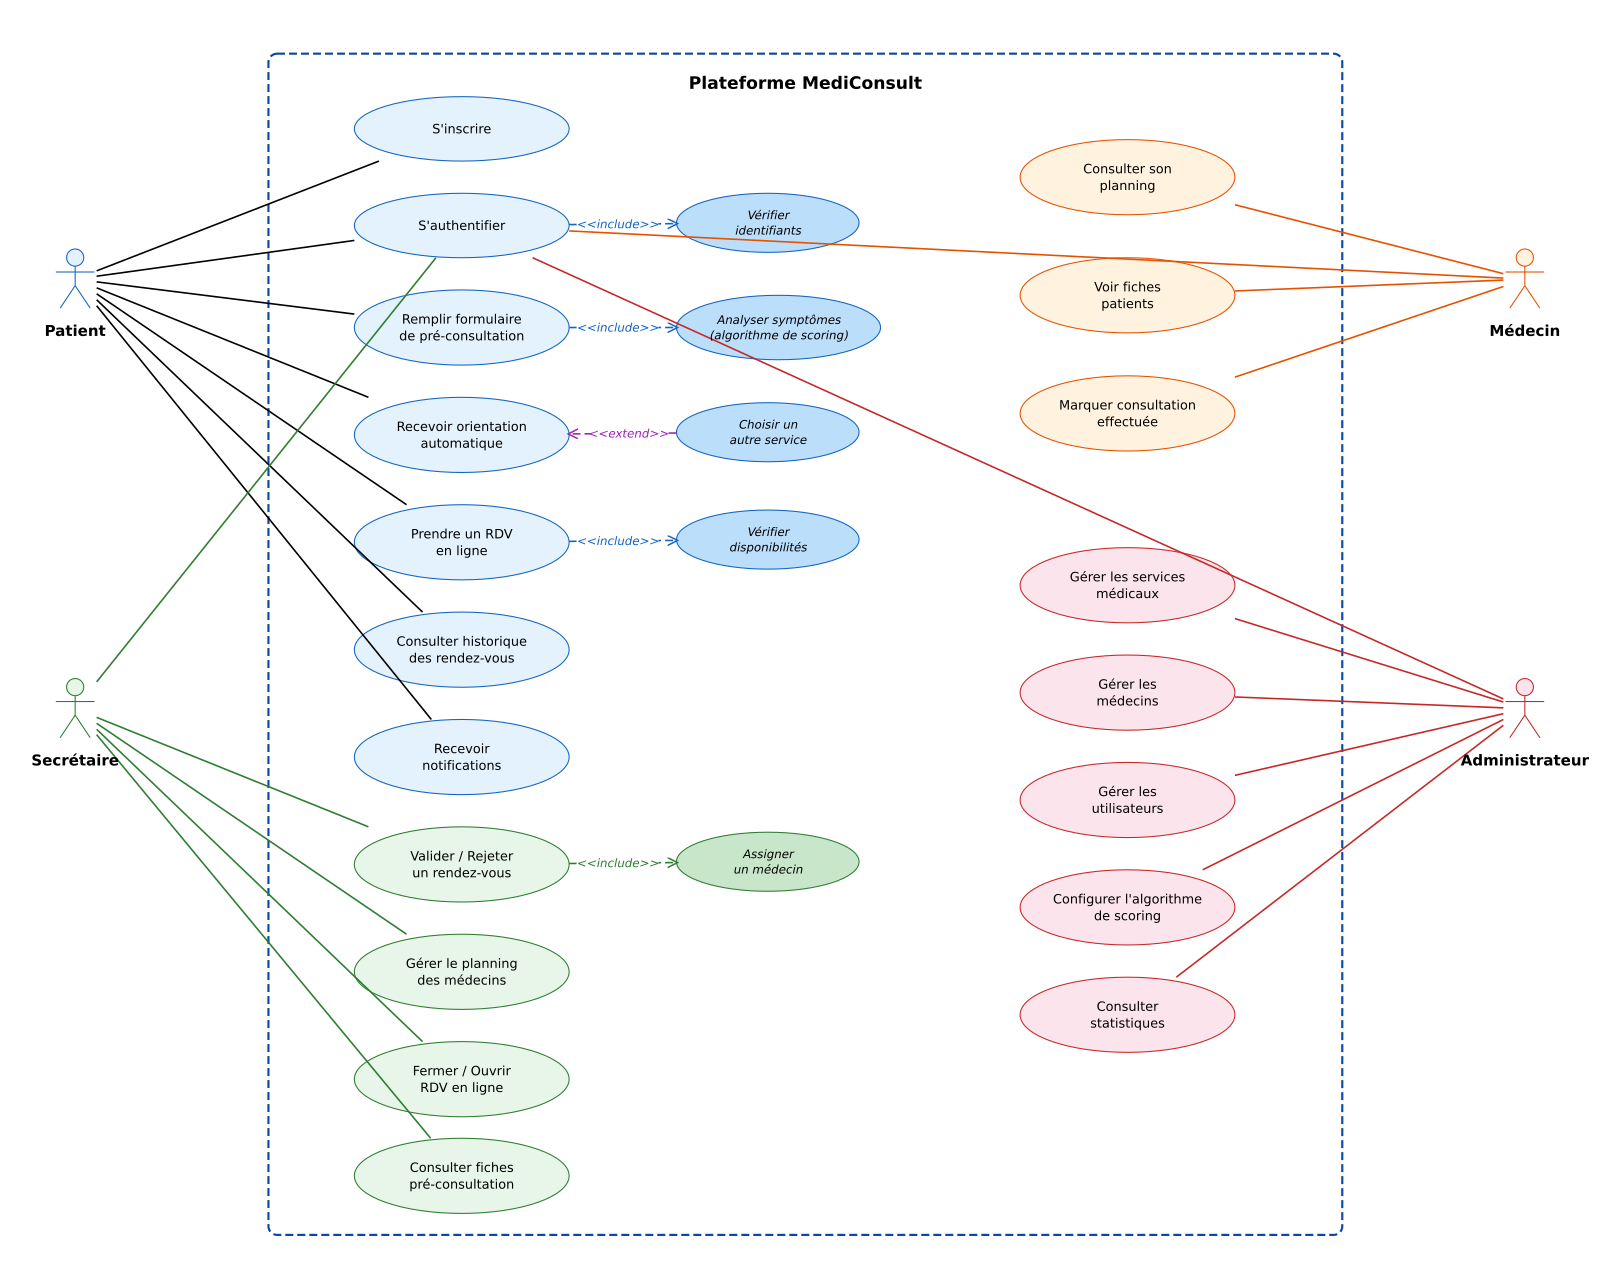 Plateforme MediConsult
S'inscrire
S'authentifier
<<include>>
Vérifier
identifiants
Remplir formulaire
de pré-consultation
<<include>>
Analyser symptômes
(algorithme de scoring)
Recevoir orientation
automatique
<<extend>>
Choisir un
autre service
Prendre un RDV
en ligne
<<include>>
Vérifier
disponibilités
Consulter historique
des rendez-vous
Recevoir
notifications
Valider / Rejeter
un rendez-vous
<<include>>
Assigner
un médecin
Gérer le planning
des médecins
Fermer / Ouvrir
RDV en ligne
Consulter fiches
pré-consultation
Consulter son
planning
Voir fiches
patients
Marquer consultation
effectuée
Gérer les services
médicaux
Gérer les
médecins
Gérer les
utilisateurs
Configurer l'algorithme
de scoring
Consulter
statistiques
Patient
Secrétaire
Médecin
Administrateur